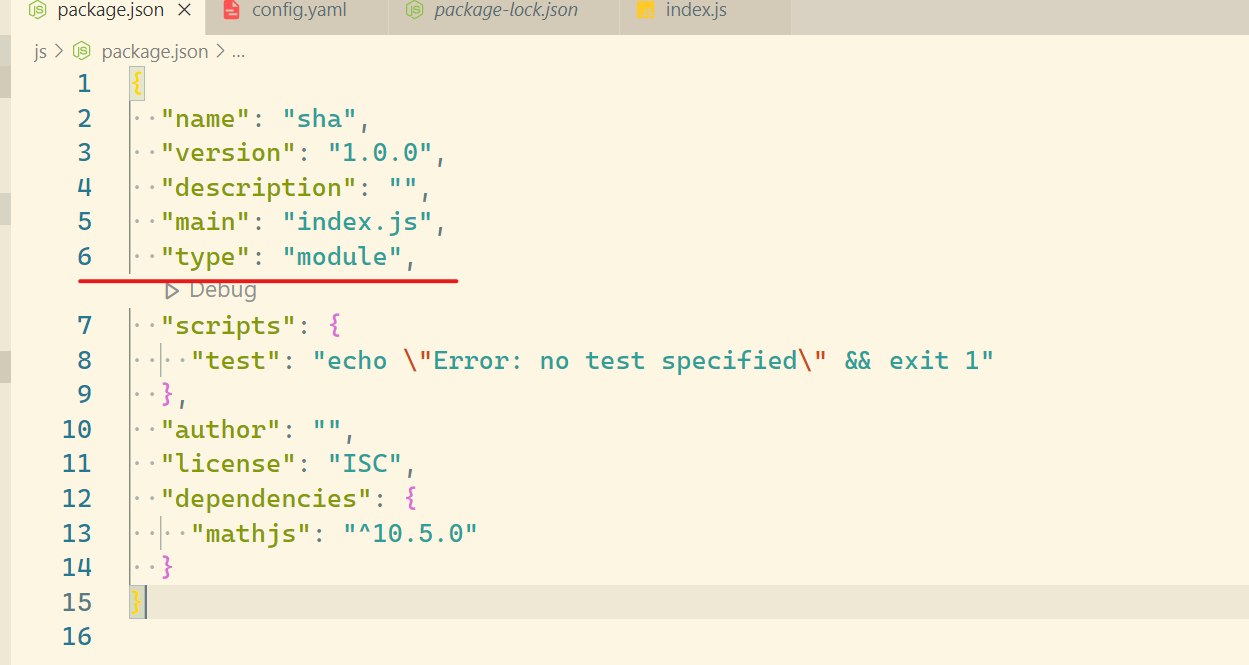 package.json × config.yaml package-lock.json index.js
js > package.json > ...
1 {
2 "name": "sha",
3 "version": "1.0.0",
4 "description": "",
5 "main": "index.js",
6 "type": "module",
Debug
7 "scripts": {
8 "test": "echo \"Error: no test specified\" && exit 1"
9 },
10 "author": "",
11 "license": "ISC",
12 "dependencies": {
13 "mathjs": "^10.5.0"
14 }
15 }
16